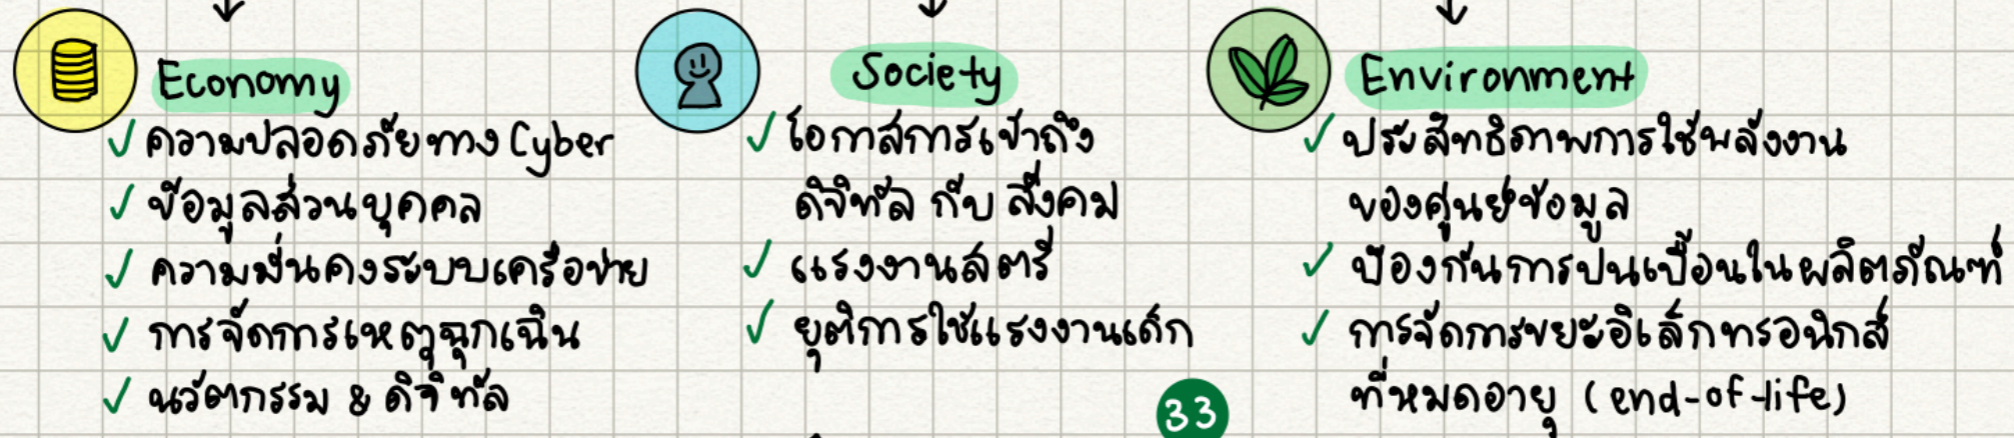 Economy
✓ ความปลอดภัยทาง Cyber
✓ ข้อมูลส่วนบุคคล
✓ ความมั่นคงระบบเครือข่าย
✓ การจัดการเหตุฉุกเฉิน
✓ นวัตกรรม & ดิจิทัล
Society
✓ โอกาสการเข้าถึง
ดิจิทัล กับ สังคม
✓ แรงงานสตรี
✓ ยุติการใช้แรงงานเด็ก
33
Environment
✓ ประสิทธิภาพการใช้พลังงาน
ของศูนย์ข้อมูล
✓ ป้องกันการปนเปื้อนในผลิตภัณฑ์
✓ การจัดการขยะอิเล็กทรอนิกส์
ที่หมดอายุ (end-of-life)